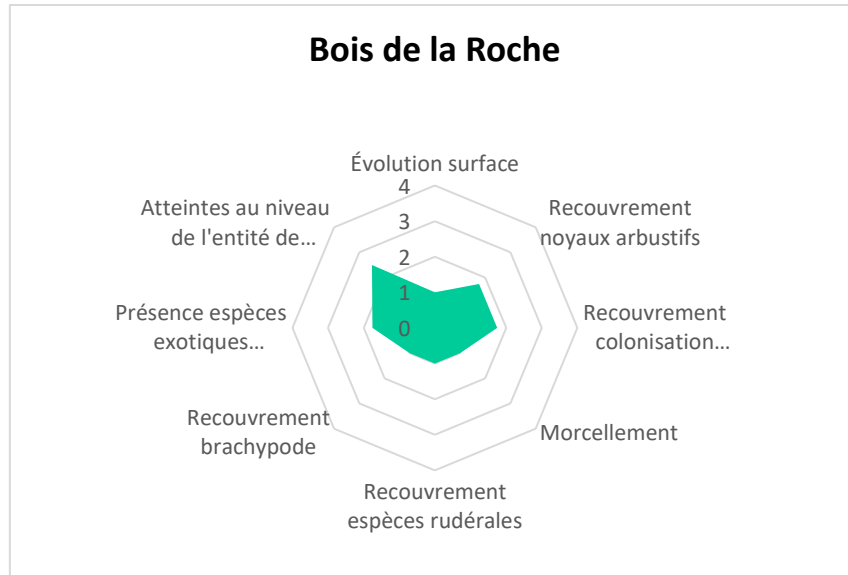 Bois de la Roche
Évolution surface
4
3
2
1
0
Recouvrement
noyaux arbustifs
Recouvrement
colonisation...
Morcellement
Recouvrement
espèces rudérales
Recouvrement
brachypode
Présence espèces
exotiques...
Atteintes au niveau
de l'entité de...